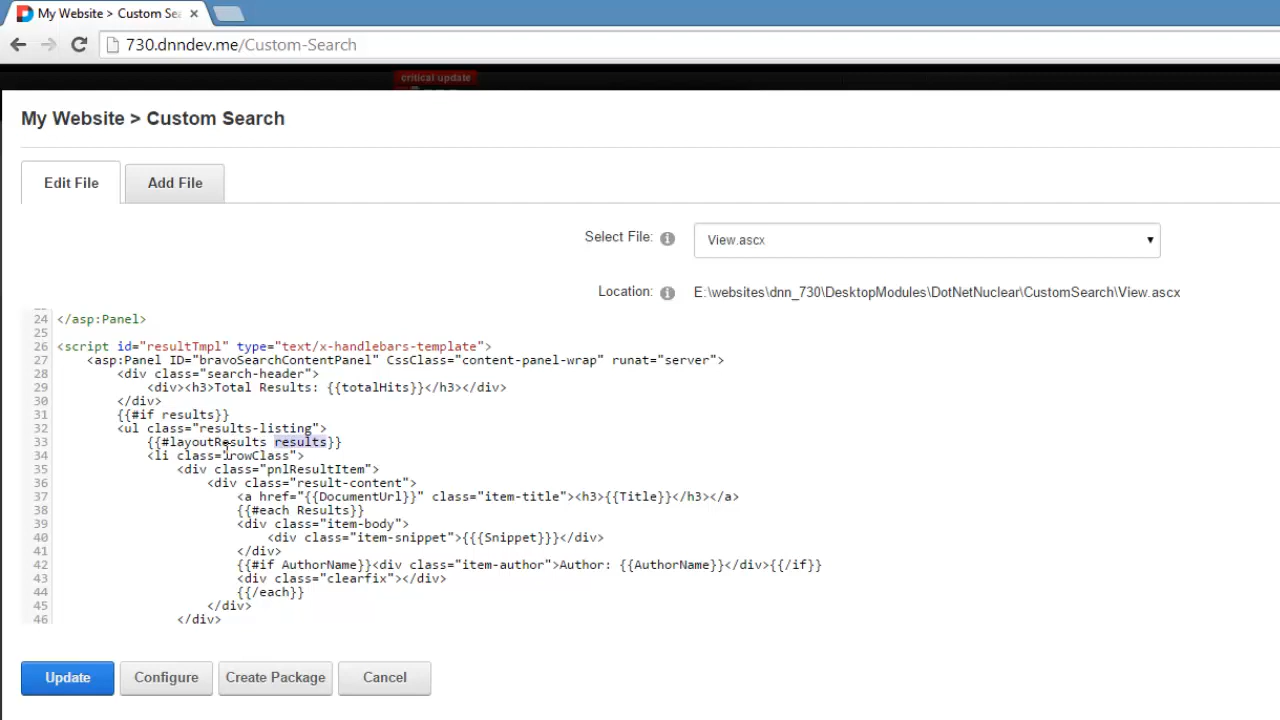 My Website > Custom Sea
730.dnndev.me/Custom-Search
critical update
My Website > Custom Search
Edit File
Add File
Select File:
View.ascx
Location:
E:\websites\dnn_730\DesktopModules\DotNetNuclear\CustomSearch\View.ascx
24 </asp:Panel>
25
26 <script id="resultTmpl" type="text/x-handlebars-template">
27 <asp:Panel ID="bravoSearchContentPanel" CssClass="content-panel-wrap" runat="server">
28 <div class="search-header">
29 <div><h3>Total Results: {{totalHits}}</h3></div>
30 </div>
31 {{#if results}}
32 <ul class="results-listing">
33 {{#layoutResults results}}
34 <li class="rowClass">
35 <div class="pnlResultItem">
36 <div class="result-content">
37 <a href="{{DocumentUrl}}" class="item-title"><h3>{{Title}}</h3></a>
38 {{#each Results}}
39 <div class="item-body">
40 <div class="item-snippet">{{{Snippet}}}</div>
41 </div>
42 {{#if AuthorName}}<div class="item-author">Author: {{AuthorName}}</div>{{/if}}
43 <div class="clearfix"></div>
44 {{/each}}
45 </div>
46 </div>
Update
Configure
Create Package
Cancel